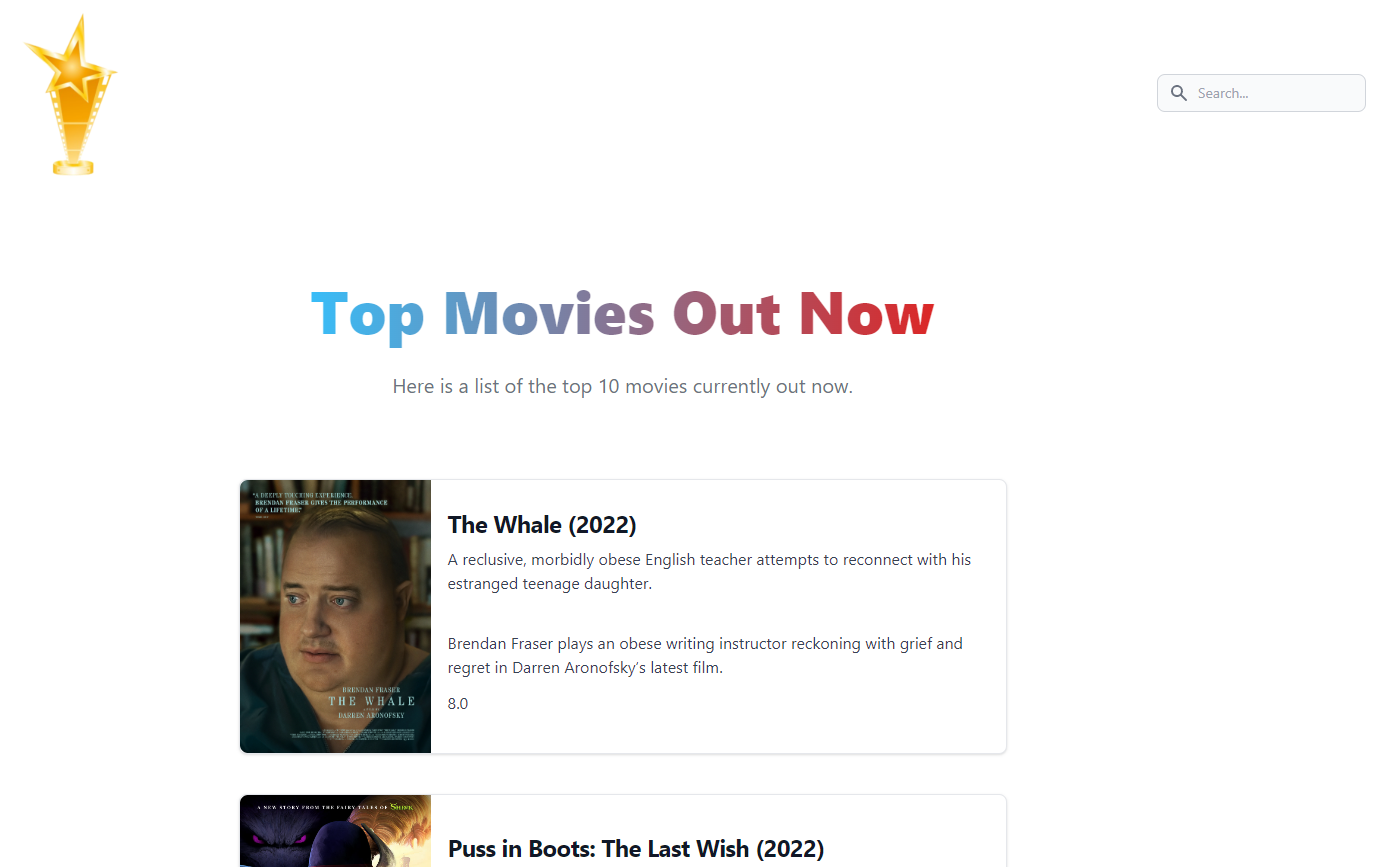 Search...
Top Movies Out Now
Here is a list of the top 10 movies currently out now.
"A DEEPLY TOUCHING EXPERIENCE.
BRENDAN FRASER GIVES THE PERFORMANCE
OF A LIFETIME."
BRENDAN FRASER
THE WHALE
DARREN ARONOFSKY
The Whale (2022)
A reclusive, morbidly obese English teacher attempts to reconnect with his
estranged teenage daughter.
Brendan Fraser plays an obese writing instructor reckoning with grief and
regret in Darren Aronofsky’s latest film.
8.0
A NEW STORY FROM THE FAIRY TALES OF SHREK
Puss in Boots: The Last Wish (2022)